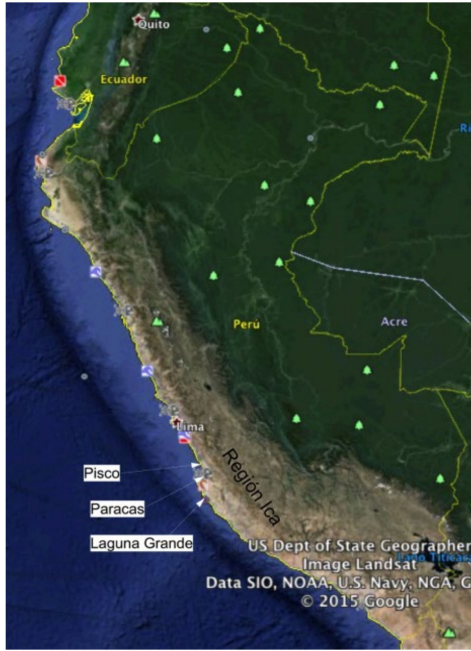 Quito
Ecuador
Perú
Acre
Lima
Pisco
Paracas
Laguna Grande
Región Ica
US Dept of State Geographer
Image Landsat
Data SIO, NOAA, U.S. Navy, NGA, G
© 2015 Google